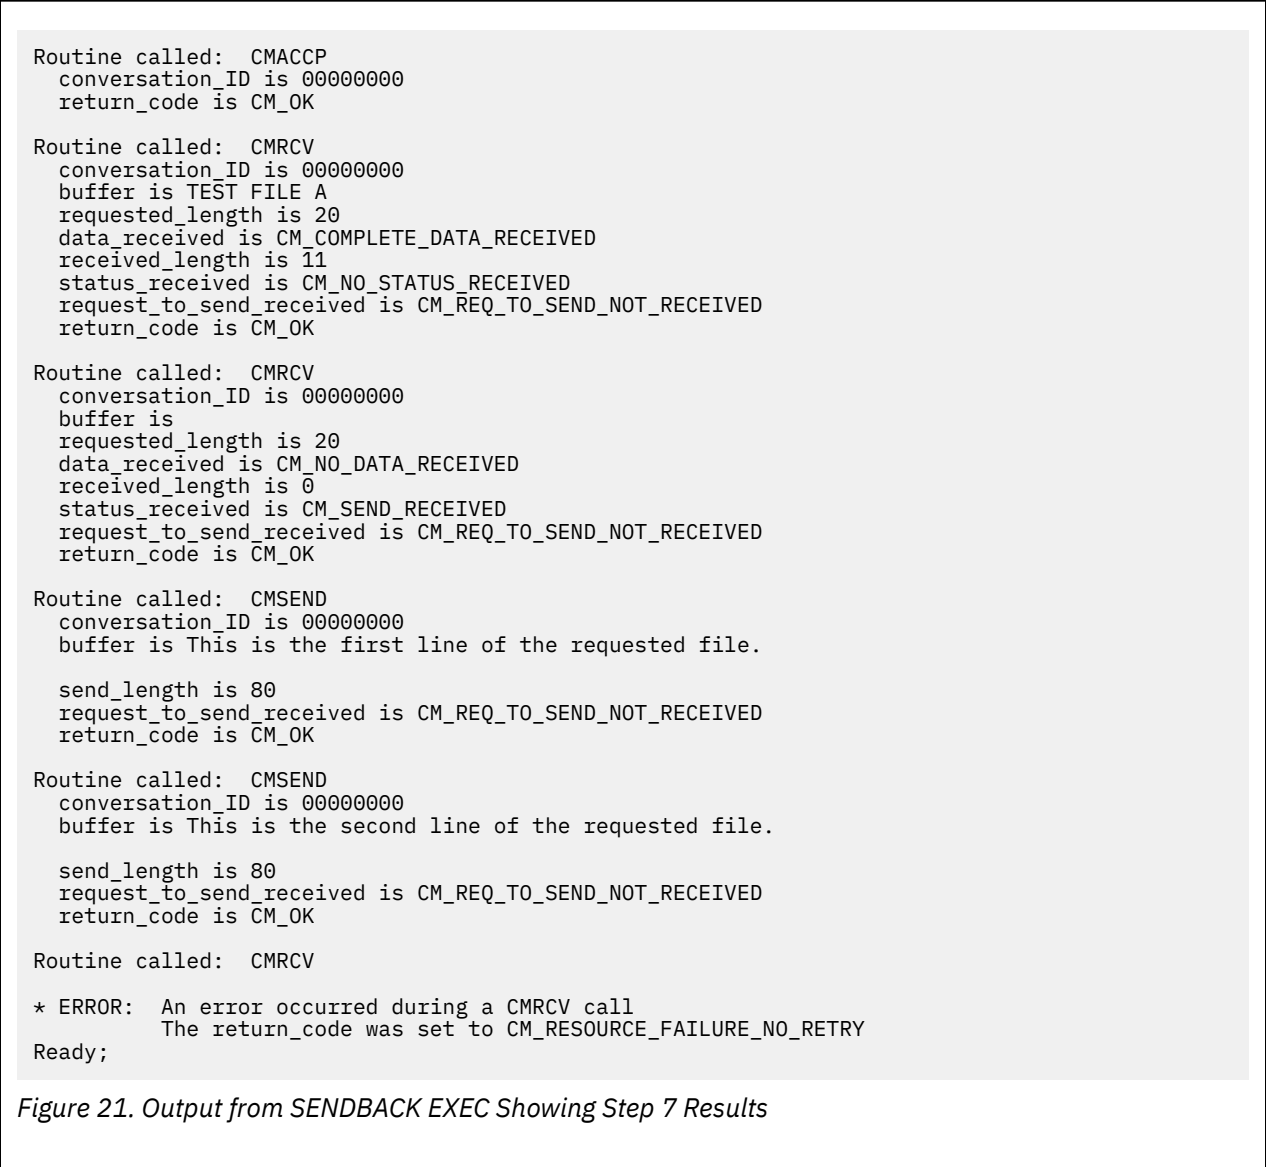 Routine called:  CMACCP
  conversation_ID is 00000000
  return_code is CM_OK

Routine called:  CMRCV
  conversation_ID is 00000000
  buffer is TEST FILE A
  requested_length is 20
  data_received is CM_COMPLETE_DATA_RECEIVED
  received_length is 11
  status_received is CM_NO_STATUS_RECEIVED
  request_to_send_received is CM_REQ_TO_SEND_NOT_RECEIVED
  return_code is CM_OK

Routine called:  CMRCV
  conversation_ID is 00000000
  buffer is
  requested_length is 20
  data_received is CM_NO_DATA_RECEIVED
  received_length is 0
  status_received is CM_SEND_RECEIVED
  request_to_send_received is CM_REQ_TO_SEND_NOT_RECEIVED
  return_code is CM_OK

Routine called:  CMSEND
  conversation_ID is 00000000
  buffer is This is the first line of the requested file.

  send_length is 80
  request_to_send_received is CM_REQ_TO_SEND_NOT_RECEIVED
  return_code is CM_OK

Routine called:  CMSEND
  conversation_ID is 00000000
  buffer is This is the second line of the requested file.

  send_length is 80
  request_to_send_received is CM_REQ_TO_SEND_NOT_RECEIVED
  return_code is CM_OK

Routine called:  CMRCV

* ERROR:  An error occurred during a CMRCV call
          The return_code was set to CM_RESOURCE_FAILURE_NO_RETRY
Ready;
Figure 21. Output from SENDBACK EXEC Showing Step 7 Results